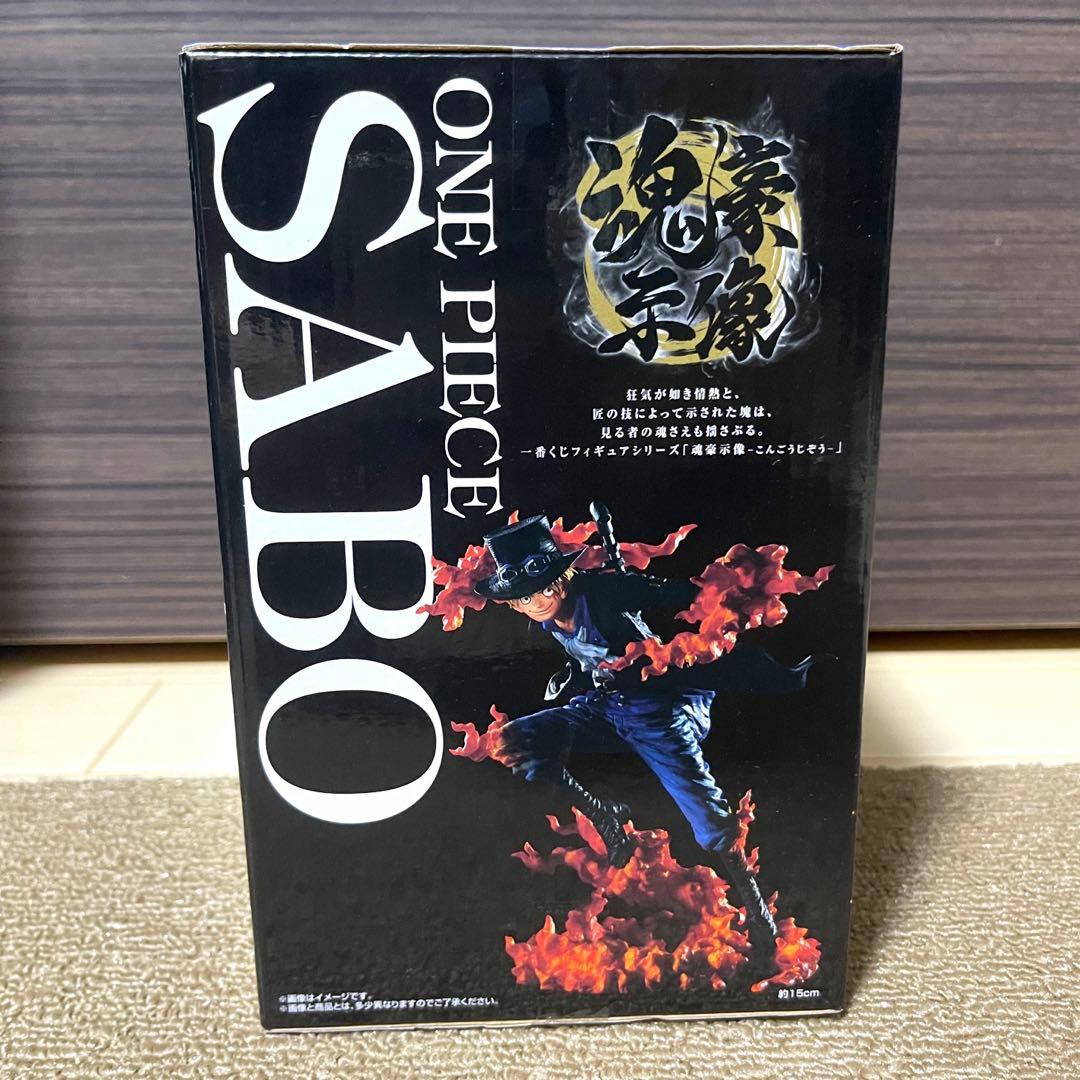 ONE PIECE
SABO
魂豪
示像
狂気が如き情熱と、
匠の技によって示された塊は、
見る者の魂さえも揺さぶる。
一番くじフィギュアシリーズ「魂豪示像-こんごうじぞう-」
※画像はイメージです。
※画像と商品とは、多少異なりますのでご了承ください。
約15cm